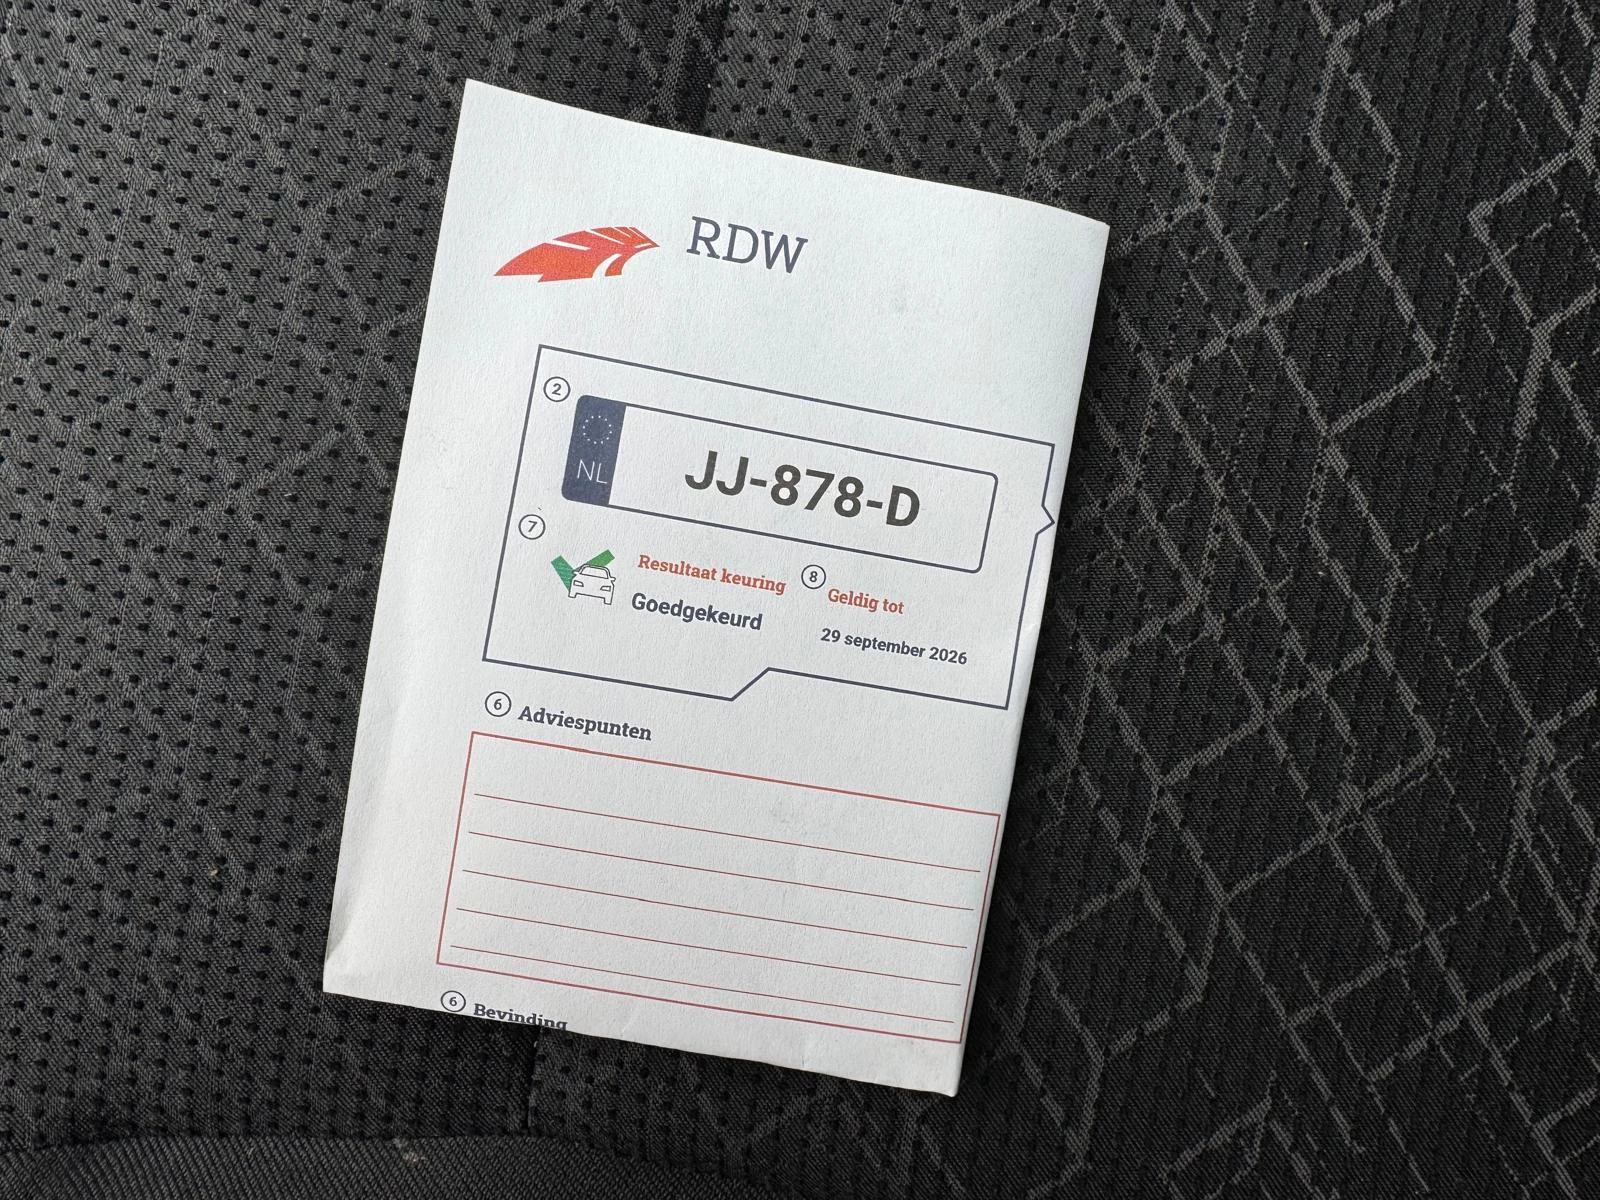 RDW
2
NL
JJ-878-D
7
Resultaat keuring
Goedgekeurd
8
Geldig tot
29 september 2026
6 Adviespunten
6 Bevinding